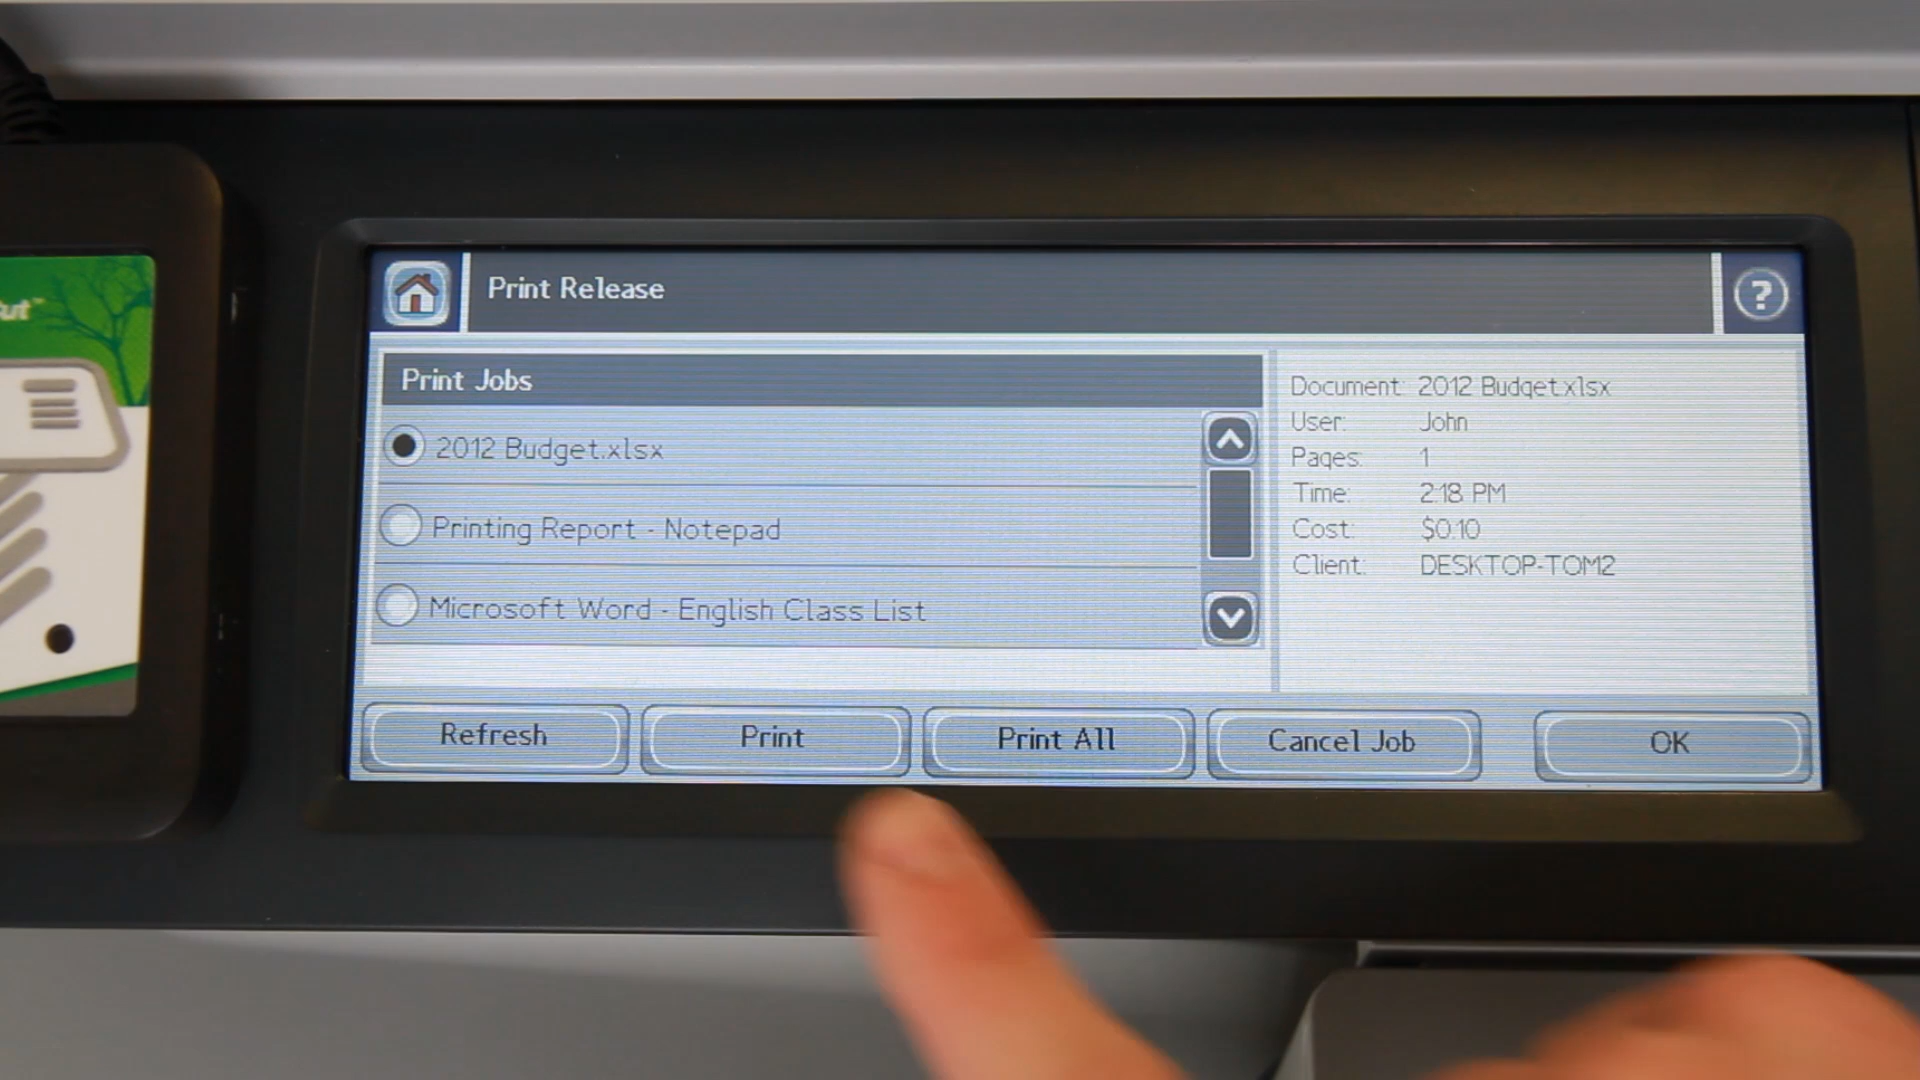 Print Release
?
Print Jobs
2012 Budget.xlsx
Printing Report - Notepad
Microsoft Word - English Class List
Document: 2012 Budget.xlsx
User: John
Pages: 1
Time: 2:18 PM
Cost: $0.10
Client: DESKTOP-TOM2
Refresh
Print
Print All
Cancel Job
OK